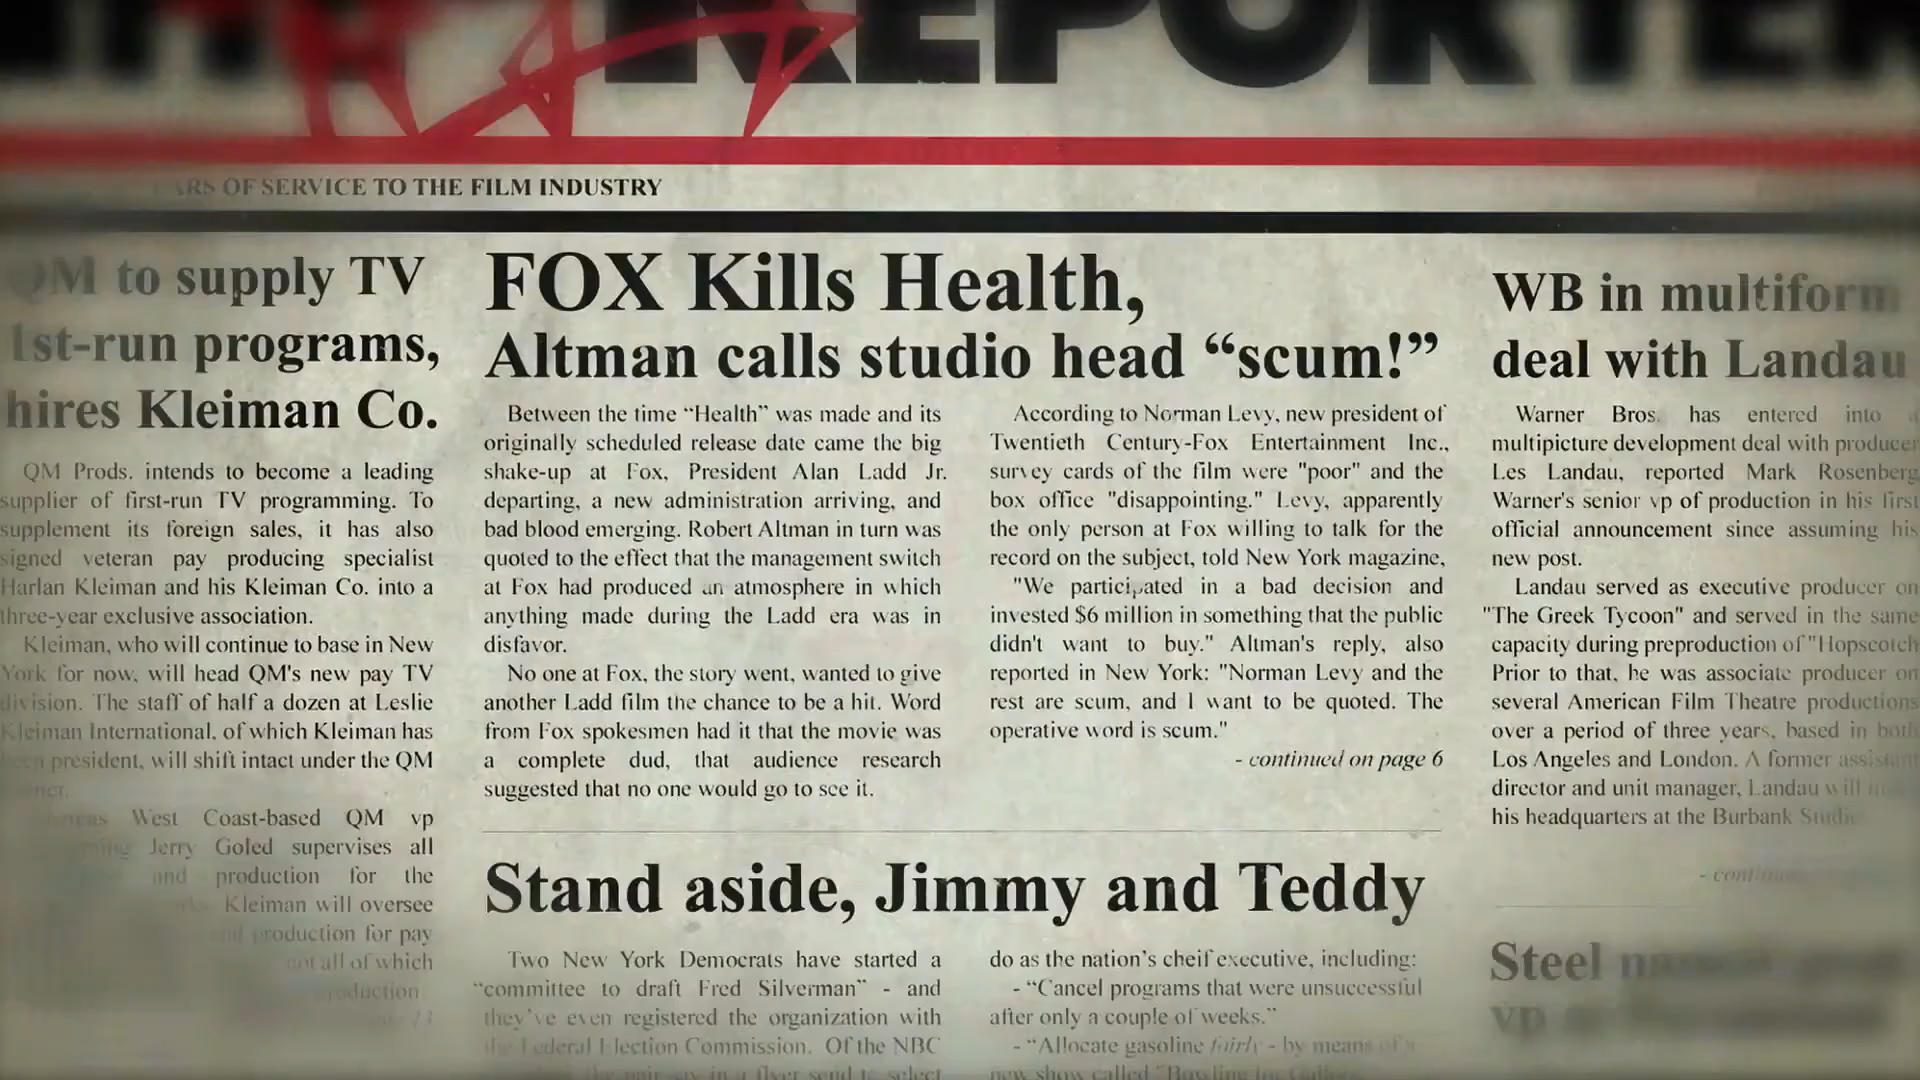 REPORTER
OF SERVICE TO THE FILM INDUSTRY
QM to supply TV
1st-run programs,
hires Kleiman Co.
QM Prods. intends to become a leading
supplier of first-run TV programming. To
supplement its foreign sales, it has also
signed veteran pay producing specialist
Harlan Kleiman and his Kleiman Co. into a
three-year exclusive association.
Kleiman, who will continue to base in New
York for now, will head QM's new pay TV
division. The staff of half a dozen at Leslie
Kleiman International, of which Kleiman has
been president, will shift intact under the QM
West Coast-based QM vp
Jerry Goled supervises all
and production for the
Kleiman will oversee
and production for pay
not all of which
production
FOX Kills Health,
Altman calls studio head “scum!”
Between the time “Health” was made and its
originally scheduled release date came the big
shake-up at Fox, President Alan Ladd Jr.
departing, a new administration arriving, and
bad blood emerging. Robert Altman in turn was
quoted to the effect that the management switch
at Fox had produced an atmosphere in which
anything made during the Ladd era was in
disfavor.
No one at Fox, the story went, wanted to give
another Ladd film the chance to be a hit. Word
from Fox spokesmen had it that the movie was
a complete dud, that audience research
suggested that no one would go to see it.
According to Norman Levy, new president of
Twentieth Century-Fox Entertainment Inc.,
survey cards of the film were "poor" and the
box office "disappointing." Levy, apparently
the only person at Fox willing to talk for the
record on the subject, told New York magazine,
"We participated in a bad decision and
invested $6 million in something that the public
didn't want to buy." Altman's reply, also
reported in New York: "Norman Levy and the
rest are scum, and I want to be quoted. The
operative word is scum."
- continued on page 6
Stand aside, Jimmy and Teddy
Two New York Democrats have started a
“committee to draft Fred Silverman” - and
they've even registered the organization with
the Federal Election Commission. Of the NBC
the pair say in a flyer send to select
do as the nation's cheif executive, including:
- “Cancel programs that were unsuccessful
after only a couple of weeks.”
- “Allocate gasoline fairly - by means of a
new show called "Bowling for
WB in multiform
deal with Landau
Warner Bros. has entered into a
multipicture development deal with producer
Les Landau, reported Mark Rosenberg
Warner's senior vp of production in his first
official announcement since assuming his
new post.
Landau served as executive producer on
"The Greek Tycoon" and served in the same
capacity during preproduction of "Hopscotch
Prior to that, he was associate producer on
several American Film Theatre productions
over a period of three years, based in both
Los Angeles and London. A former assistant
director and unit manager, Landau will
his headquarters at the Burbank Studio
Steel
vp